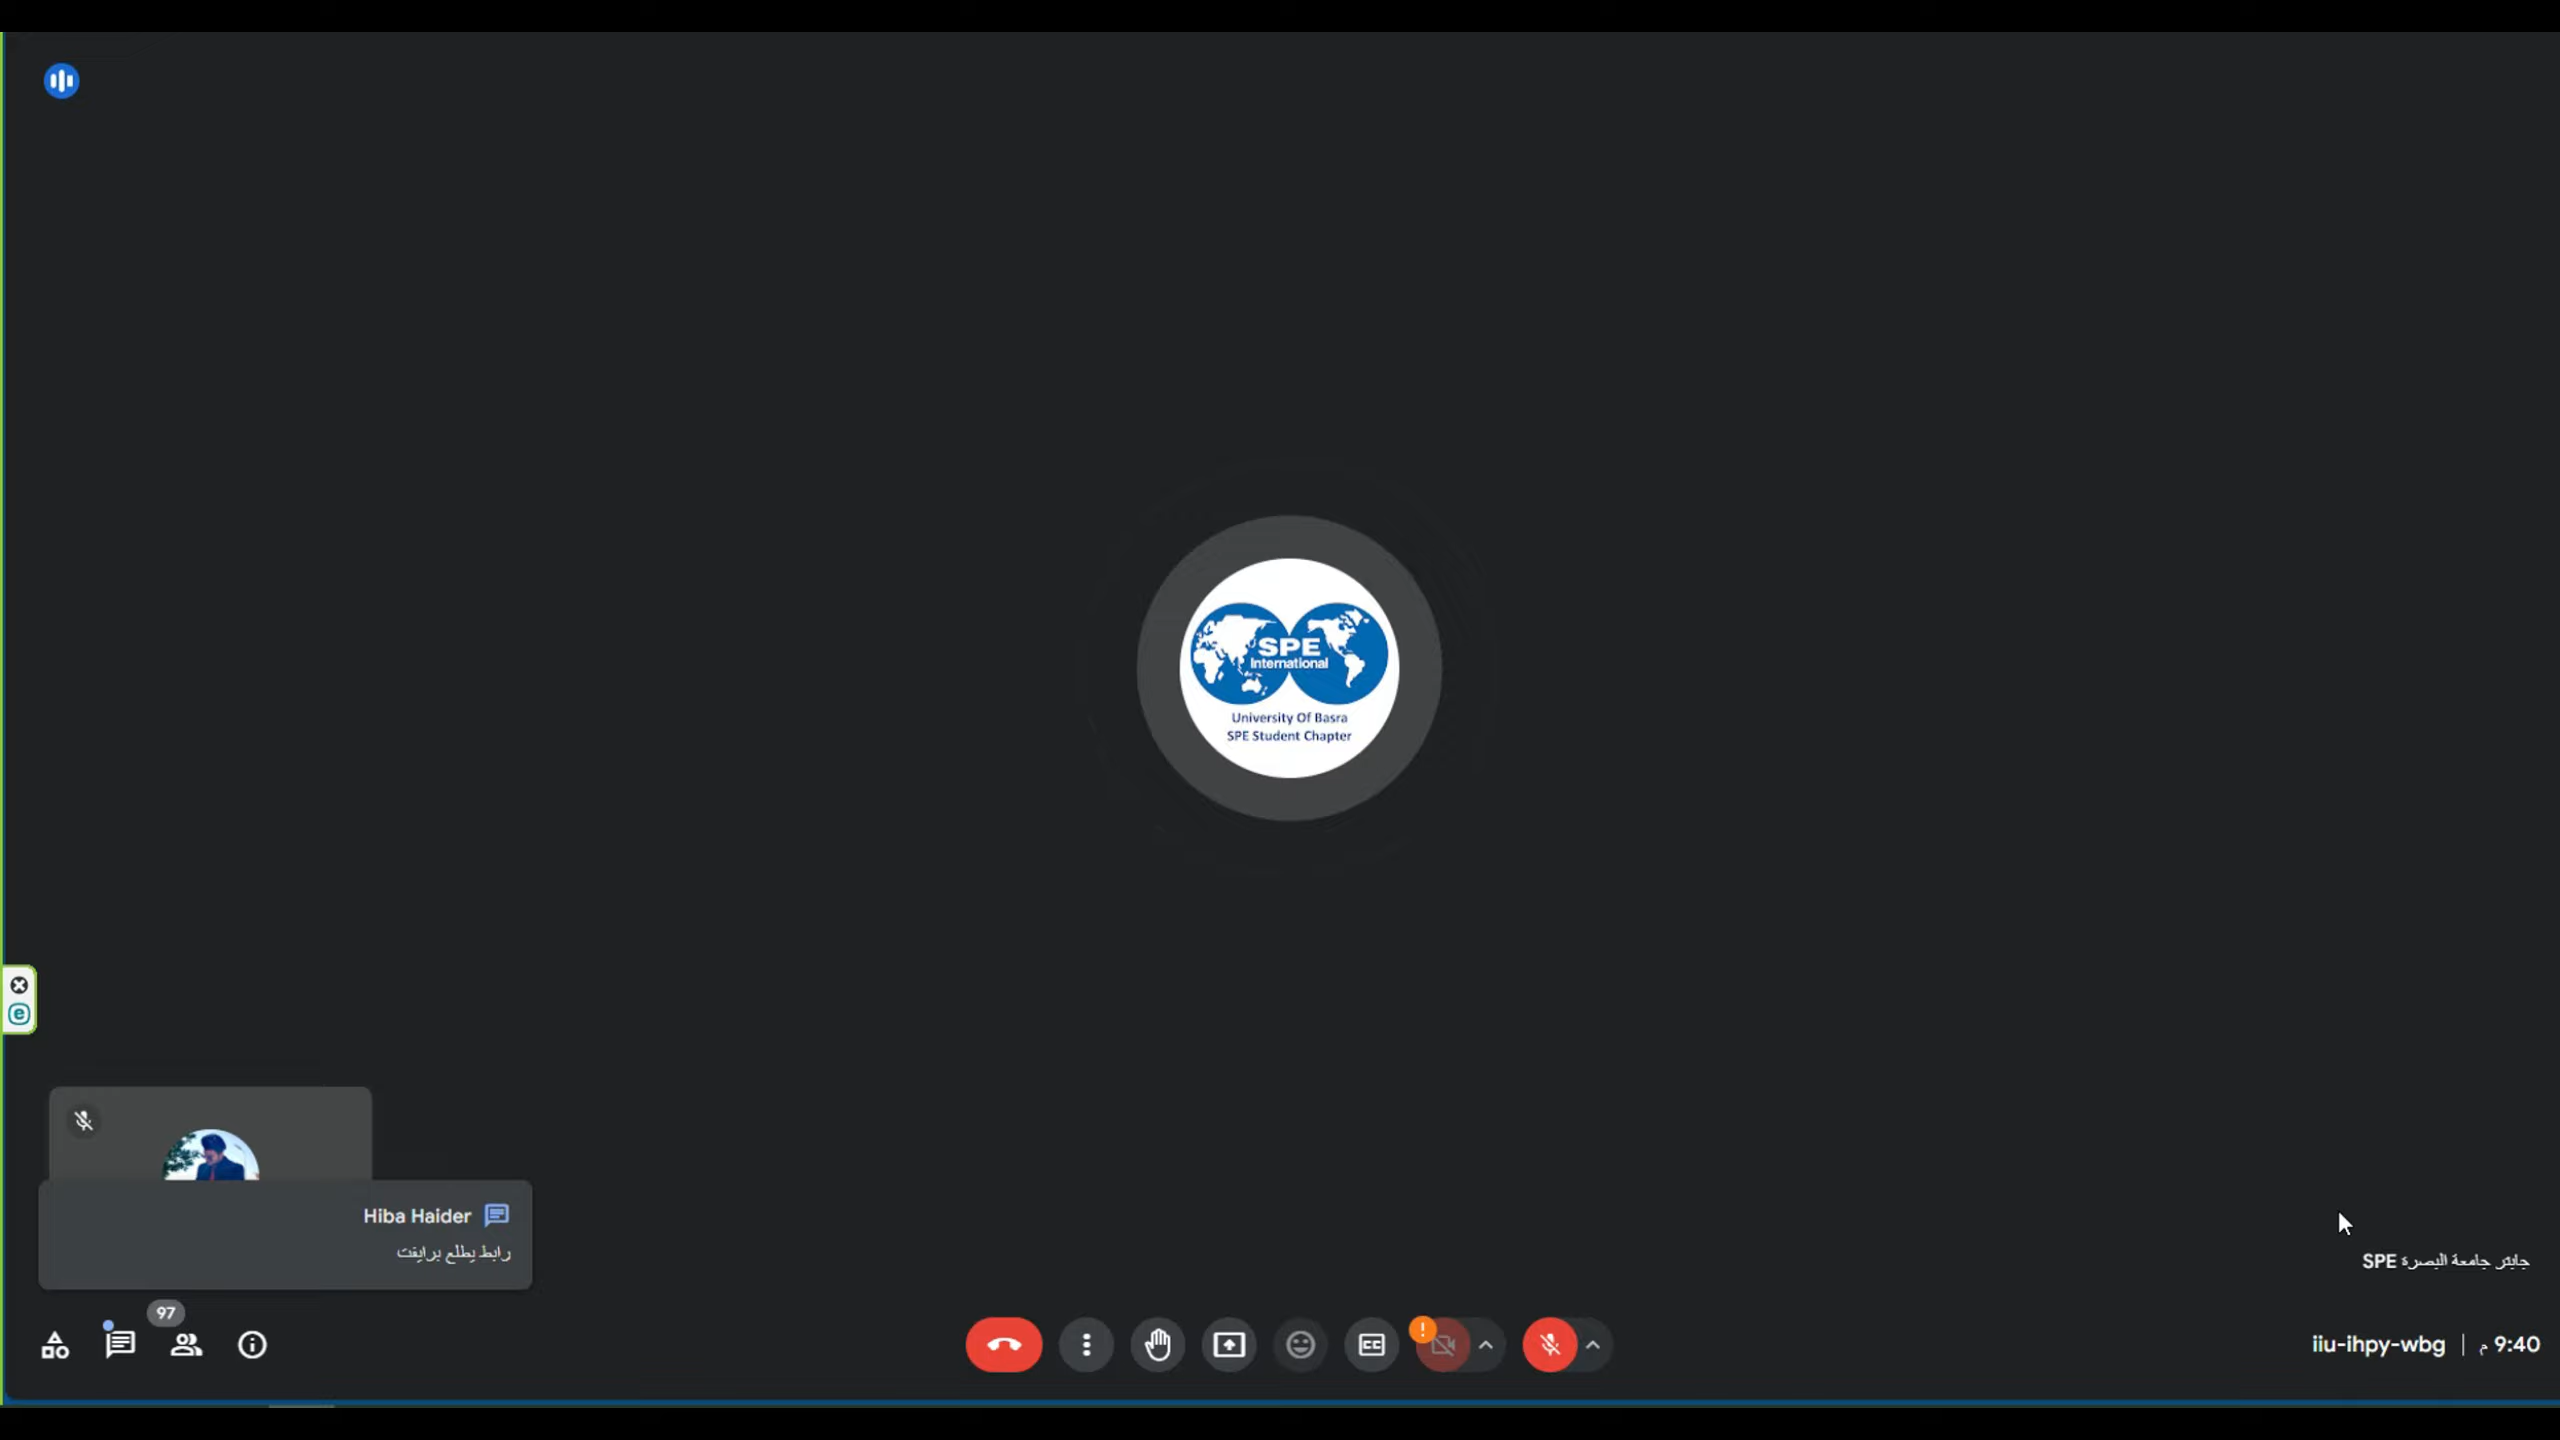 SPE
International
University Of Basra
SPE Student Chapter
Hiba Haider
رابط يطلع برايفت
جابتر جامعة البصرة SPE
97
iiu-ihpy-wbg | 9:40 م